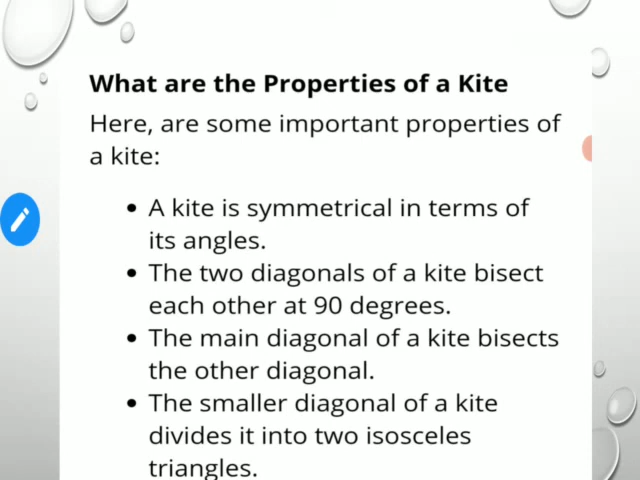 What are the Properties of a Kite
Here, are some important properties of
a kite:
• A kite is symmetrical in terms of
its angles.
• The two diagonals of a kite bisect
each other at 90 degrees.
• The main diagonal of a kite bisects
the other diagonal.
• The smaller diagonal of a kite
divides it into two isosceles
triangles.